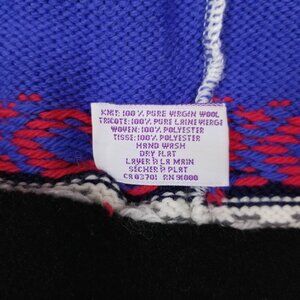 KNIT: 100% PURE VIRGIN WOOL
TRICOTE: 100% PURE LAINE VIERGE
WOVEN: 100% POLYESTER
TISSE: 100% POLYESTER
HAND WASH
DRY FLAT
LAVER À LA MAIN
SÉCHER À PLAT
CA 03701 RN 91000